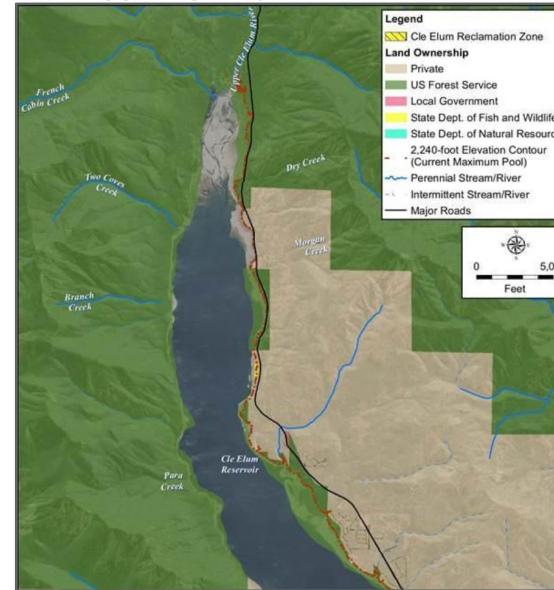 Legend
Cle Elum Reclamation Zone
Land Ownership
Private
US Forest Service
Local Government
State Dept. of Fish and Wildlife
State Dept. of Natural Resourc
2,240-foot Elevation Contour
(Current Maximum Pool)
Perennial Stream/River
Intermittent Stream/River
Major Roads
N
0 5,0
Feet
Upper Cle Elum River
French
Cabin Creek
Dry Creek
Two Coves
Creek
Morgan
Creek
Branch
Creek
Cle Elum
Reservoir
Para
Creek